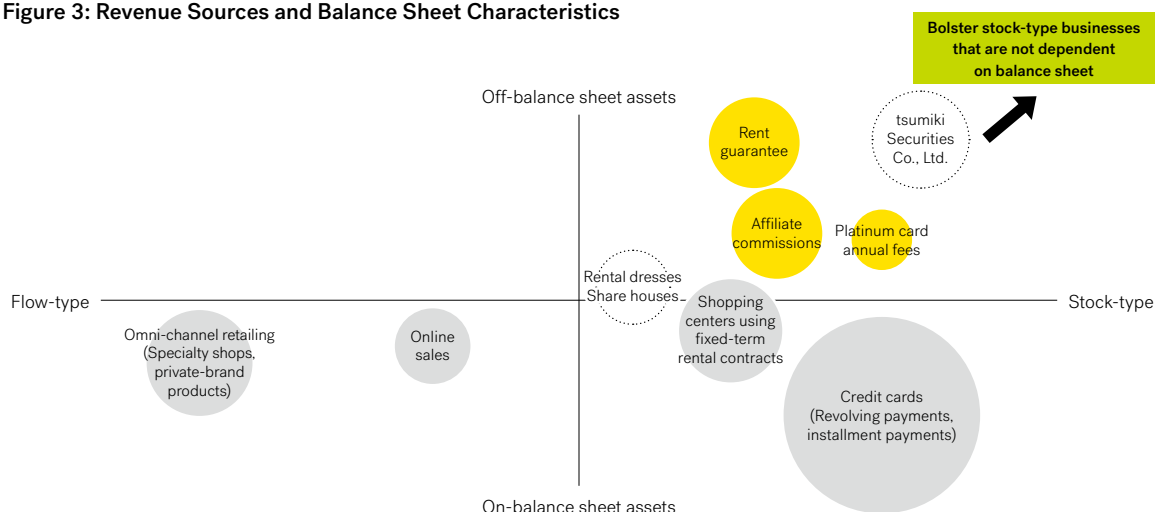 Figure 3: Revenue Sources and Balance Sheet Characteristics
Bolster stock-type businesses
that are not dependent
on balance sheet
Off-balance sheet assets
Rent
guarantee
tsumiki
Securities
Co., Ltd.
Affiliate
commissions
Platinum card
annual fees
Rental dresses
Share houses
Flow-type
Stock-type
Shopping
centers using
fixed-term
rental contracts
Omni-channel retailing
(Specialty shops,
private-brand
products)
Online
sales
Credit cards
(Revolving payments,
installment payments)
On-balance sheet assets